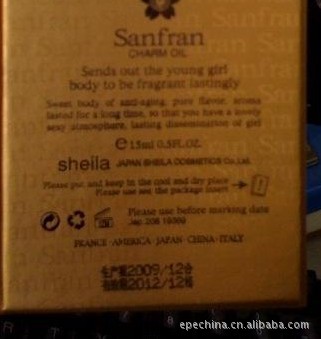 Sanfran
CHARM OIL
Sends out the young girl
body to be fragrant lastingly
Sweet body of anti-aging, pure flavor, aroma
lasted for a long time, so that you have a lovely
sexy atmosphere, lasting dissemination of girl
e 15ml 0.5FL.OZ.
sheila JAPAN SHEILA COSMETICS Co.,Ltd.
Please put and keep in the cool and dry place
Please use see the package insert
Please use before marking date
FRANCE·AMERICA·JAPAN·CHINA·ITALY
2009/12
2012/12
epechina.cn.alibaba.com